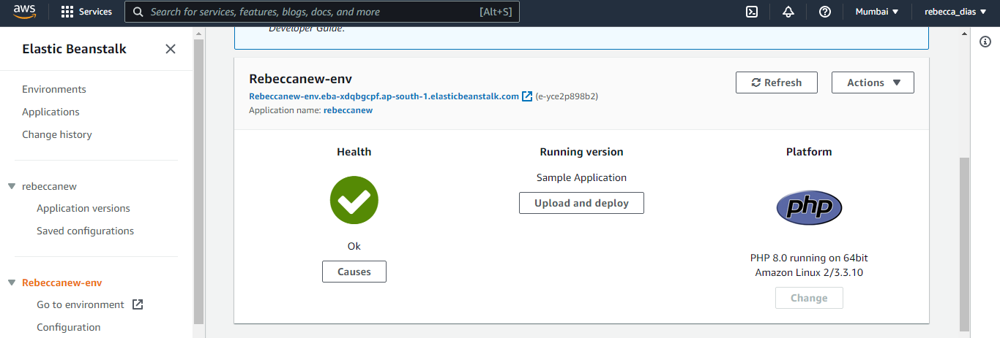 aws
Services
Search for services, features, blogs, docs, and more
[Alt+S]
Mumbai
rebecca_dias
Elastic Beanstalk
Environments
Applications
Change history
rebeccanew
Application versions
Saved configurations
Rebeccanew-env
Go to environment
Configuration
Developer Guide.
Rebeccanew-env
Rebeccanew-env.eba-xdqbgcpf.ap-south-1.elasticbeanstalk.com (e-yce2p898b2)
Application name: rebeccanew
Refresh
Actions
Health
Ok
Causes
Running version
Sample Application
Upload and deploy
Platform
php
PHP 8.0 running on 64bit
Amazon Linux 2/3.3.10
Change